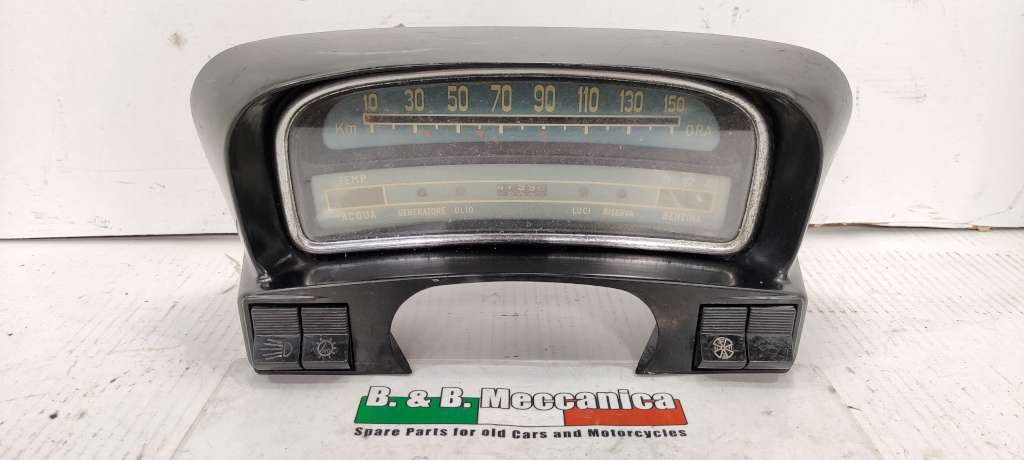 10 30 50 70 90 110 130 150
Km ORA
TEMP
ACQUA GENERATORE OLIO LUCI RISERVA BENZINA
B. & B. Meccanica
Spare Parts for old Cars and Motorcycles